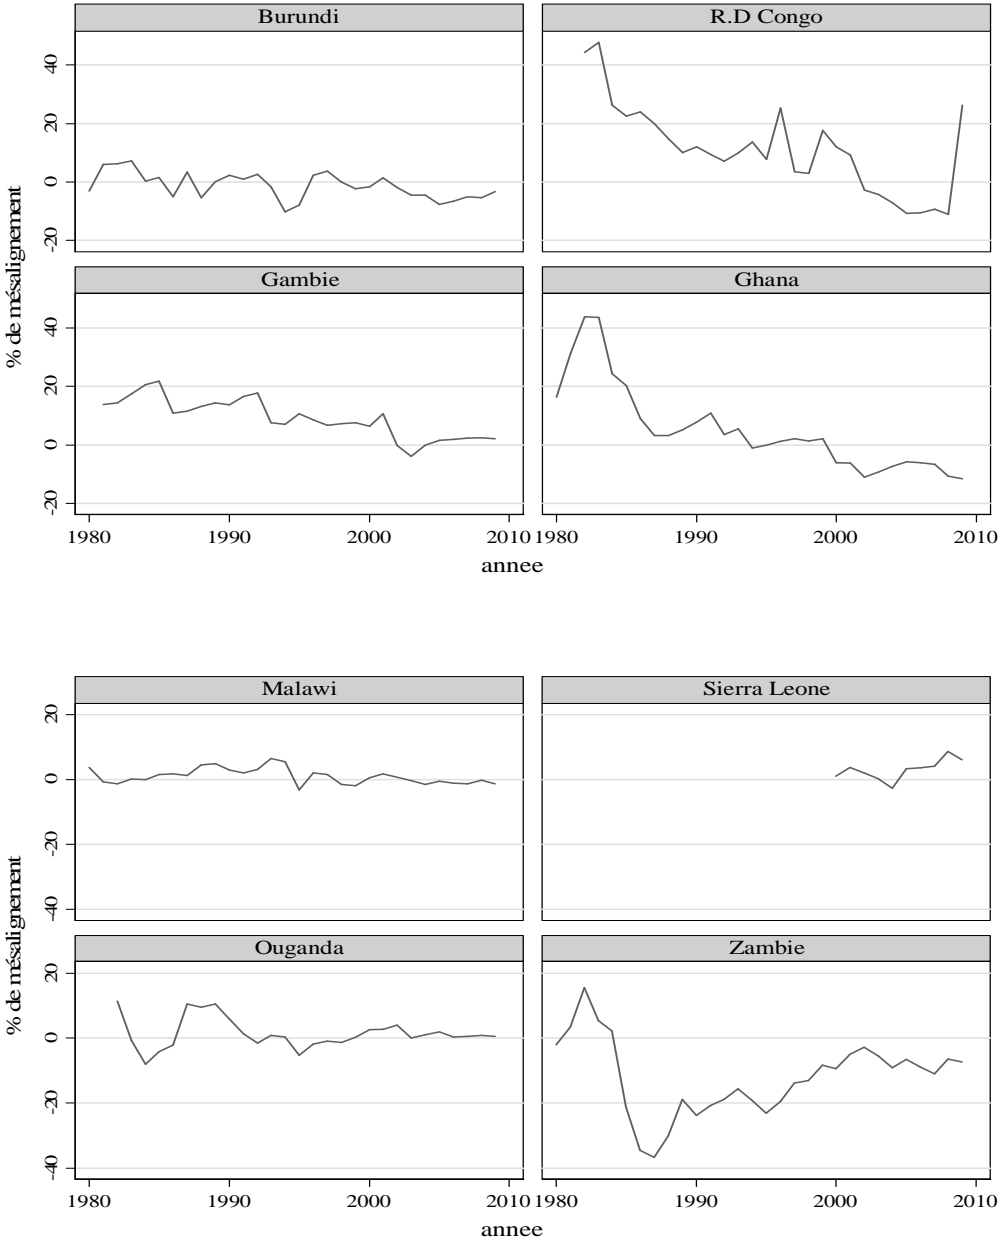 Burundi
R.D Congo
40
20
0
-20
Gambie
Ghana
40
20
0
-20
% de mésalignement
1980 1990 2000 2010 1980 1990 2000 2010
annee
Malawi
Sierra Leone
20
0
-20
-40
Ouganda
Zambie
20
0
-20
-40
% de mésalignement
1980 1990 2000 2010 1980 1990 2000 2010
annee